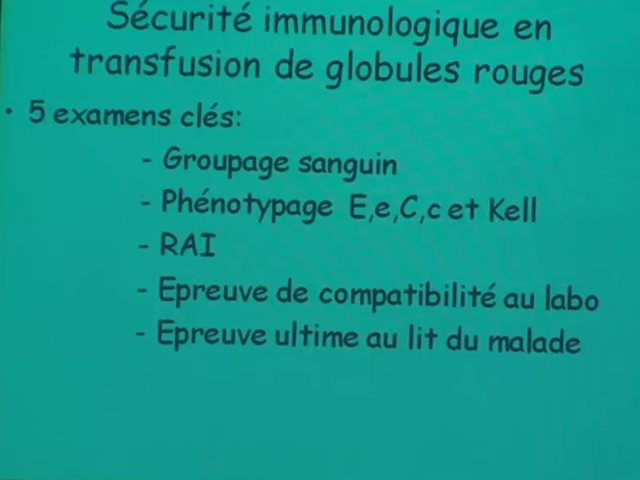 Sécurité immunologique en
transfusion de globules rouges
• 5 examens clés:
- Groupage sanguin
- Phénotypage E,e,C,c et Kell
- RAI
- Epreuve de compatibilité au labo
- Epreuve ultime au lit du malade